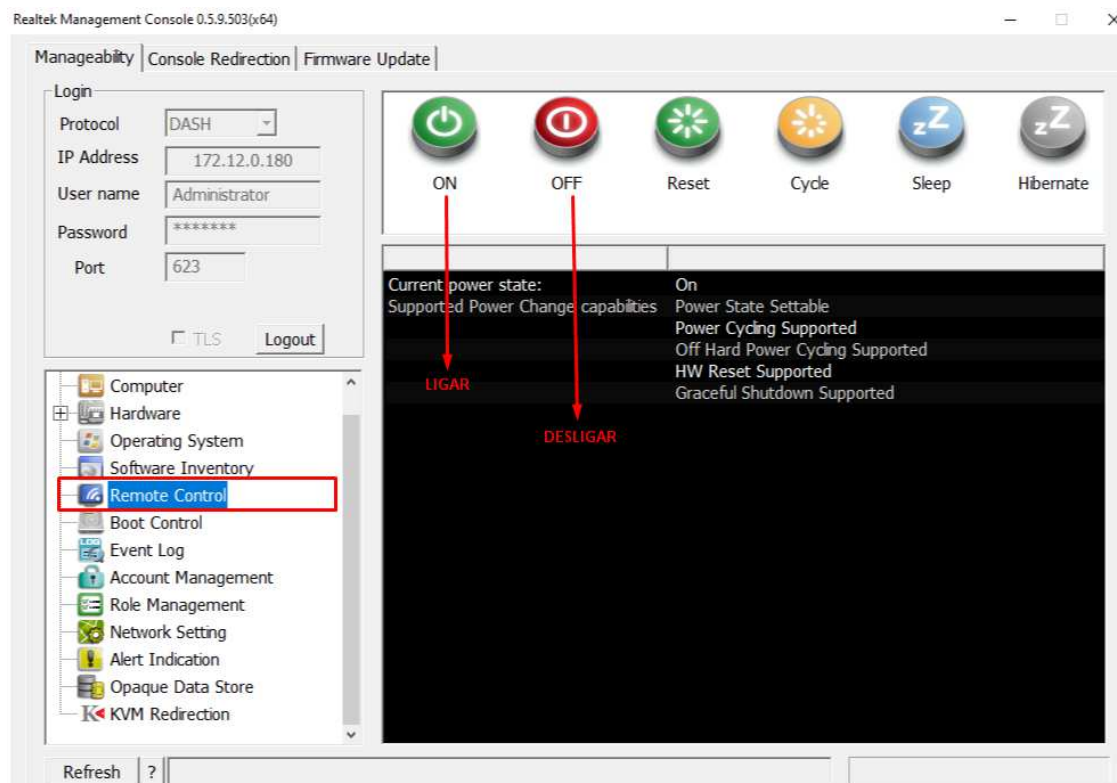 Realtek Management Console 0.5.9.503(x64)
Manageability Console Redirection Firmware Update
Login
Protocol DASH
IP Address 172.12.0.180
User name Administrator
Password *******
Port 623
TLS Logout
ON OFF Reset Cycle Sleep Hibernate
Current power state: On
Supported Power Change capabilities Power State Settable
Power Cycling Supported
Off Hard Power Cycling Supported
HW Reset Supported
Graceful Shutdown Supported
LIGAR
DESLIGAR
Computer
Hardware
Operating System
Software Inventory
Remote Control
Boot Control
Event Log
Account Management
Role Management
Network Setting
Alert Indication
Opaque Data Store
KVM Redirection
Refresh ?